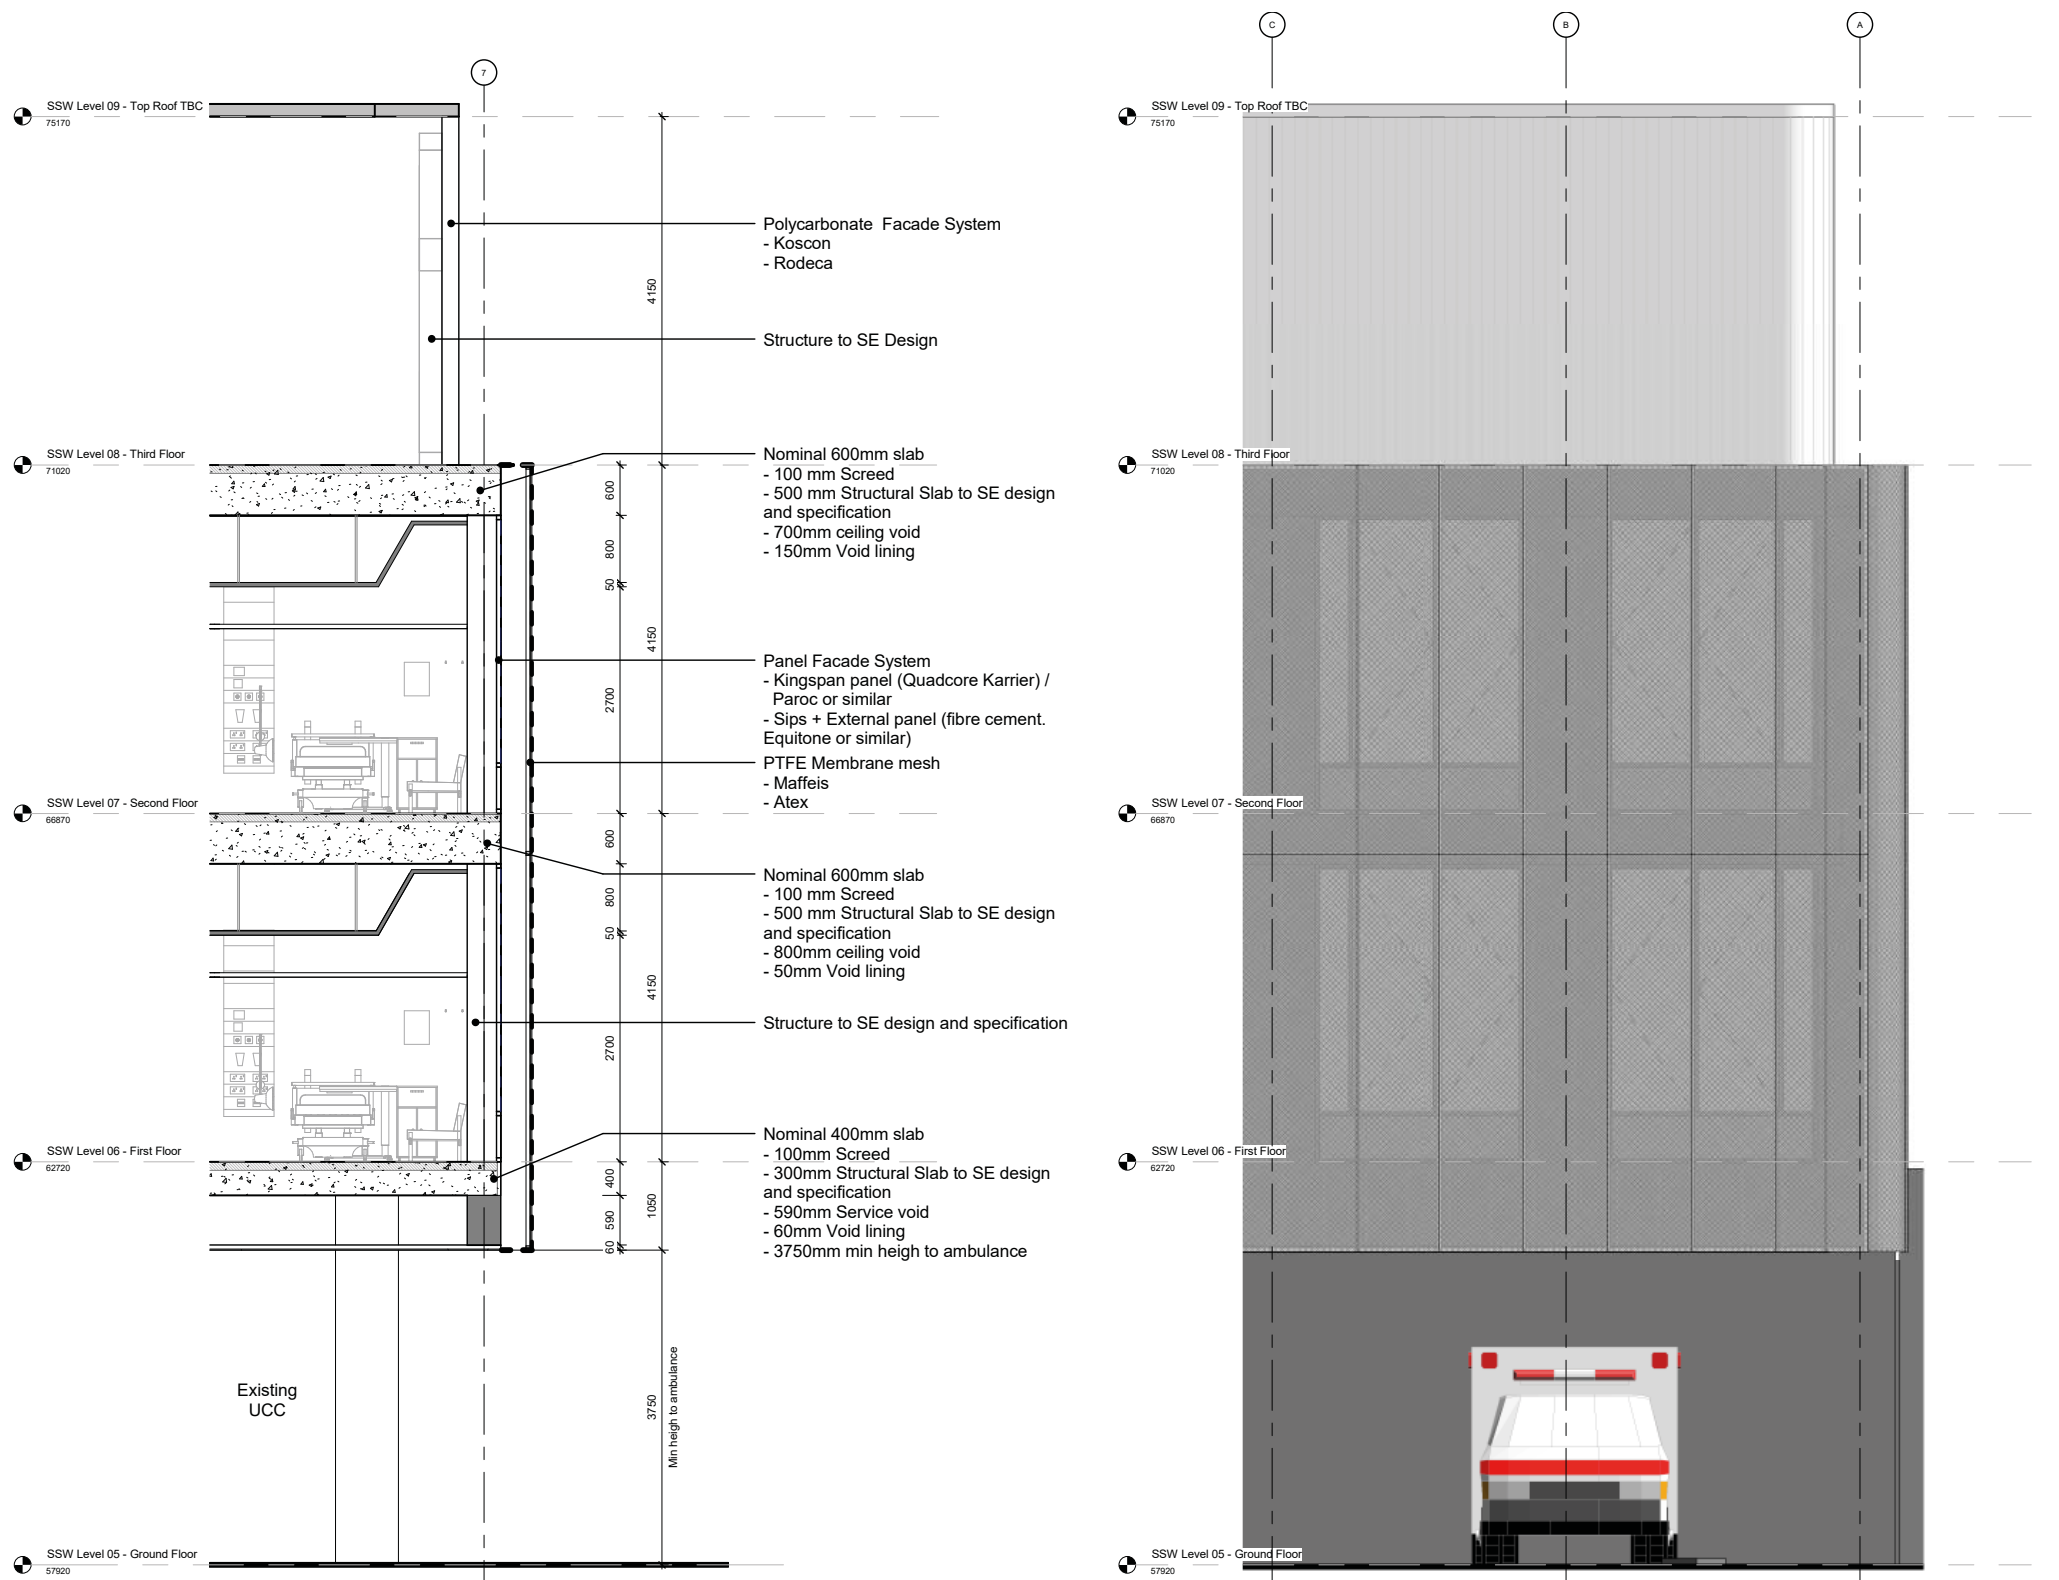 7
C
B
A
SSW Level 09 - Top Roof TBC
75170
Polycarbonate Facade System
- Koscon
- Rodeca
4150
Structure to SE Design
SSW Level 08 - Third Floor
71020
Nominal 600mm slab
- 100 mm Screed
- 500 mm Structural Slab to SE design
and specification
- 700mm ceiling void
- 150mm Void lining
600
800
50
2700
4150
Panel Facade System
- Kingspan panel (Quadcore Karrier) /
Paroc or similar
- Sips + External panel (fibre cement.
Equitone or similar)
PTFE Membrane mesh
- Maffeis
- Atex
SSW Level 07 - Second Floor
66870
600
800
50
2700
4150
Nominal 600mm slab
- 100 mm Screed
- 500 mm Structural Slab to SE design
and specification
- 800mm ceiling void
- 50mm Void lining
Structure to SE design and specification
SSW Level 06 - First Floor
62720
400
590
60
1050
Nominal 400mm slab
- 100mm Screed
- 300mm Structural Slab to SE design
and specification
- 590mm Service void
- 60mm Void lining
- 3750mm min heigh to ambulance
Existing
UCC
3750
Min heigh to ambulance
SSW Level 05 - Ground Floor
57920
SSW Level 09 - Top Roof TBC
75170
SSW Level 08 - Third Floor
71020
SSW Level 07 - Second Floor
66870
SSW Level 06 - First Floor
62720
SSW Level 05 - Ground Floor
57920